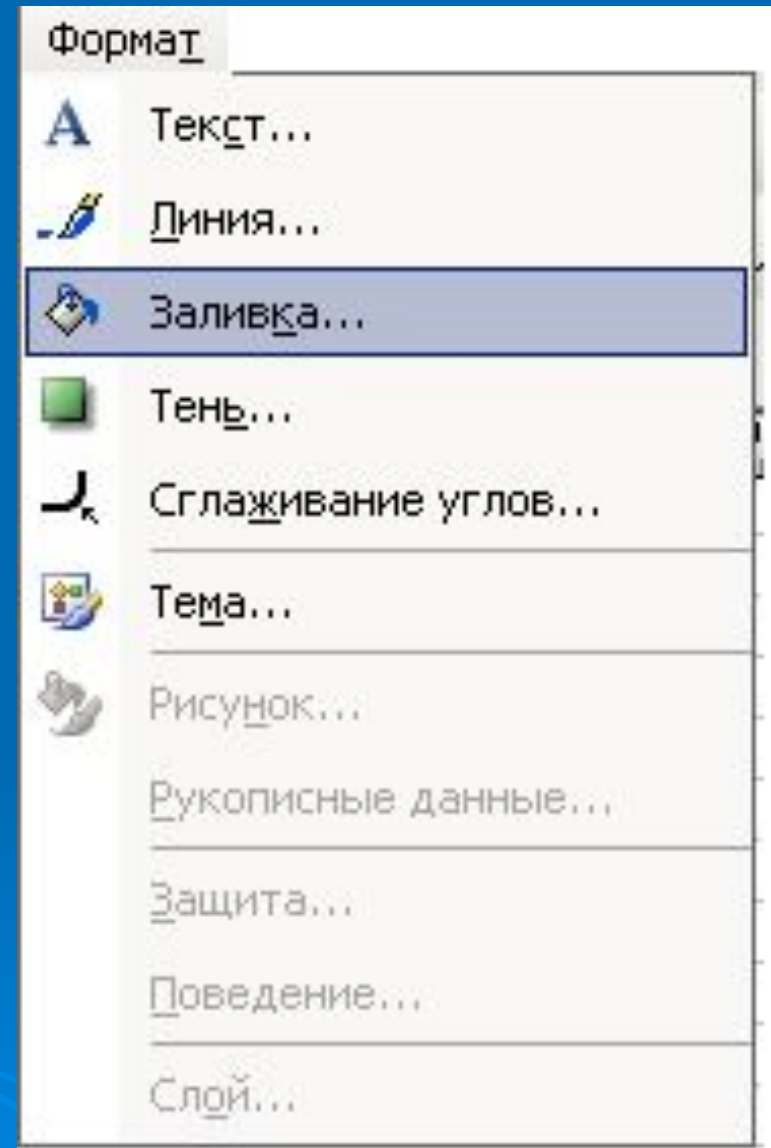 Формат
Текст...
Линия...
Заливка...
Тень...
Сглаживание углов...
Тема...
Рисунок...
Рукописные данные...
Защита...
Поведение...
Слой...